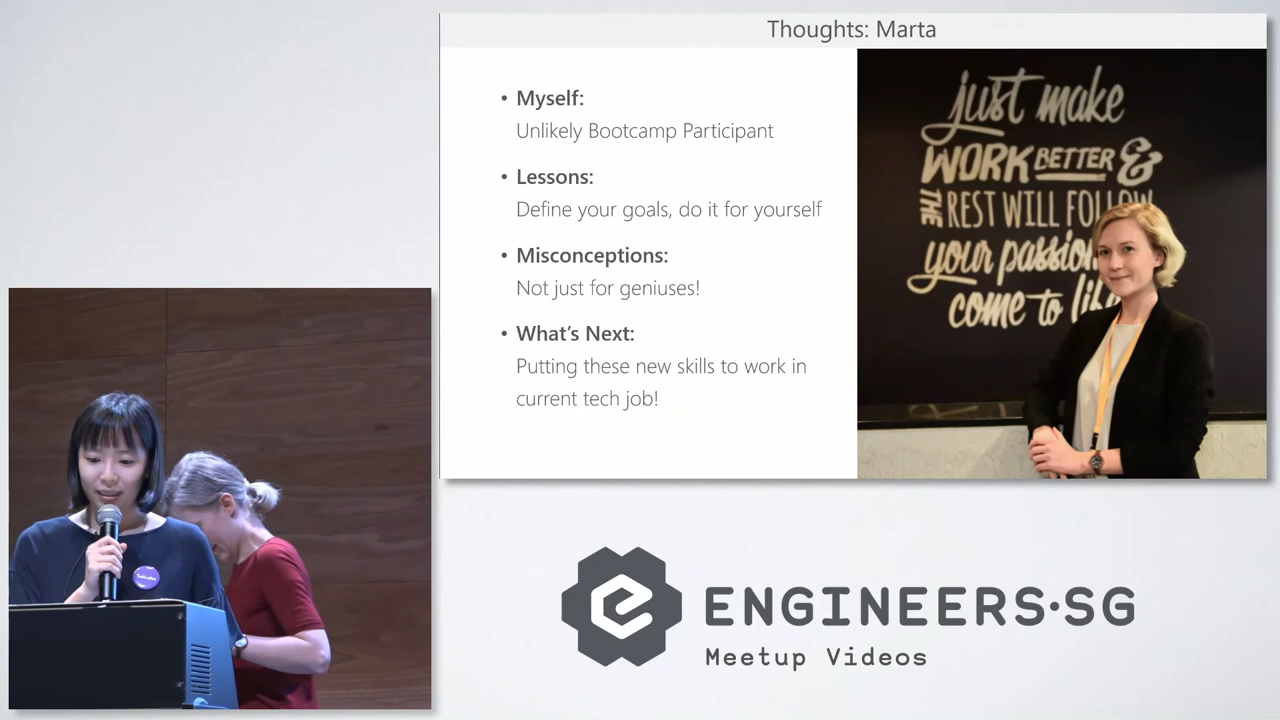 Thoughts: Marta
• Myself:
Unlikely Bootcamp Participant
• Lessons:
Define your goals, do it for yourself
• Misconceptions:
Not just for geniuses!
• What's Next:
Putting these new skills to work in
current tech job!
just make
WORK BETTER &
THE REST WILL FOLLOW
your passion
come to
ENGINEERS·SG
Meetup Videos